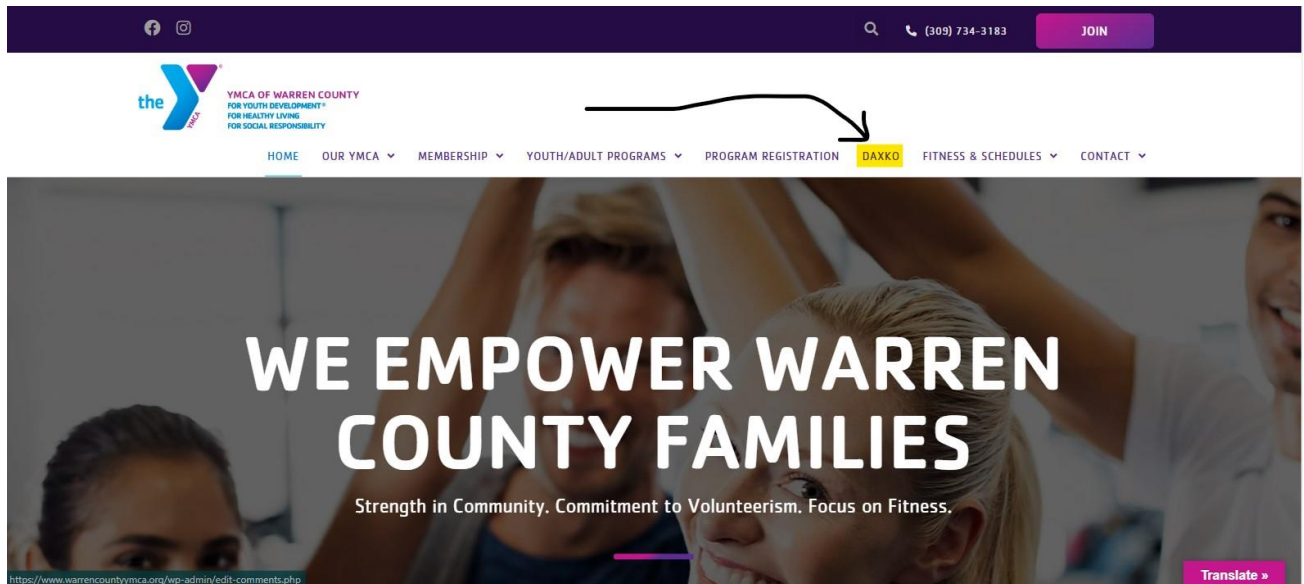 (309) 734-3183
JOIN
the
YMCA
YMCA OF WARREN COUNTY
FOR YOUTH DEVELOPMENT®
FOR HEALTHY LIVING
FOR SOCIAL RESPONSIBILITY
HOME OUR YMCA MEMBERSHIP YOUTH/ADULT PROGRAMS PROGRAM REGISTRATION DAXKO FITNESS & SCHEDULES CONTACT
WE EMPOWER WARREN
COUNTY FAMILIES
Strength in Community. Commitment to Volunteerism. Focus on Fitness.
https://www.warrencountyymca.org/wp-admin/edit-comments.php
Translate »